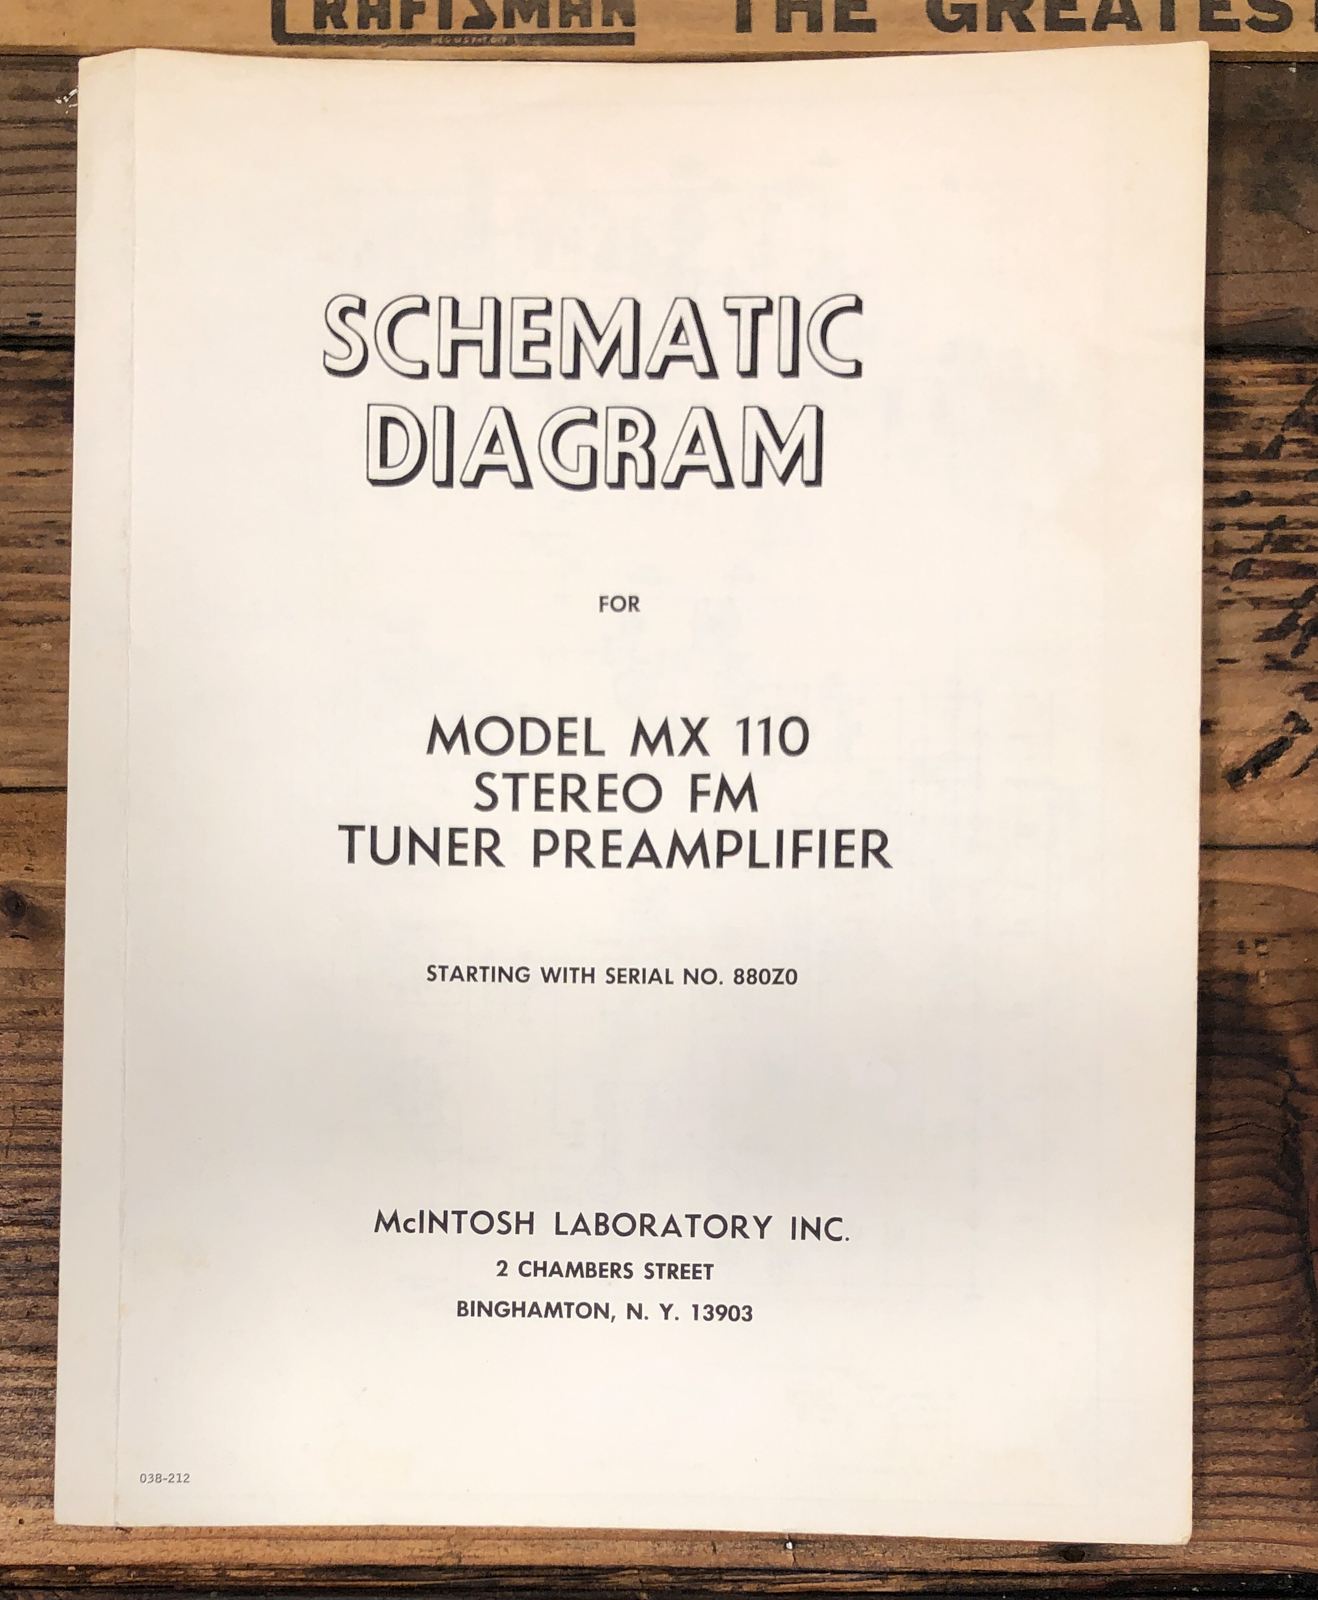 CRAFTSMAN THE GREATES
SCHEMATIC
DIAGRAM
FOR
MODEL MX 110
STEREO FM
TUNER PREAMPLIFIER
STARTING WITH SERIAL NO. 880Z0
McINTOSH LABORATORY INC.
2 CHAMBERS STREET
BINGHAMTON, N. Y. 13903
038-212